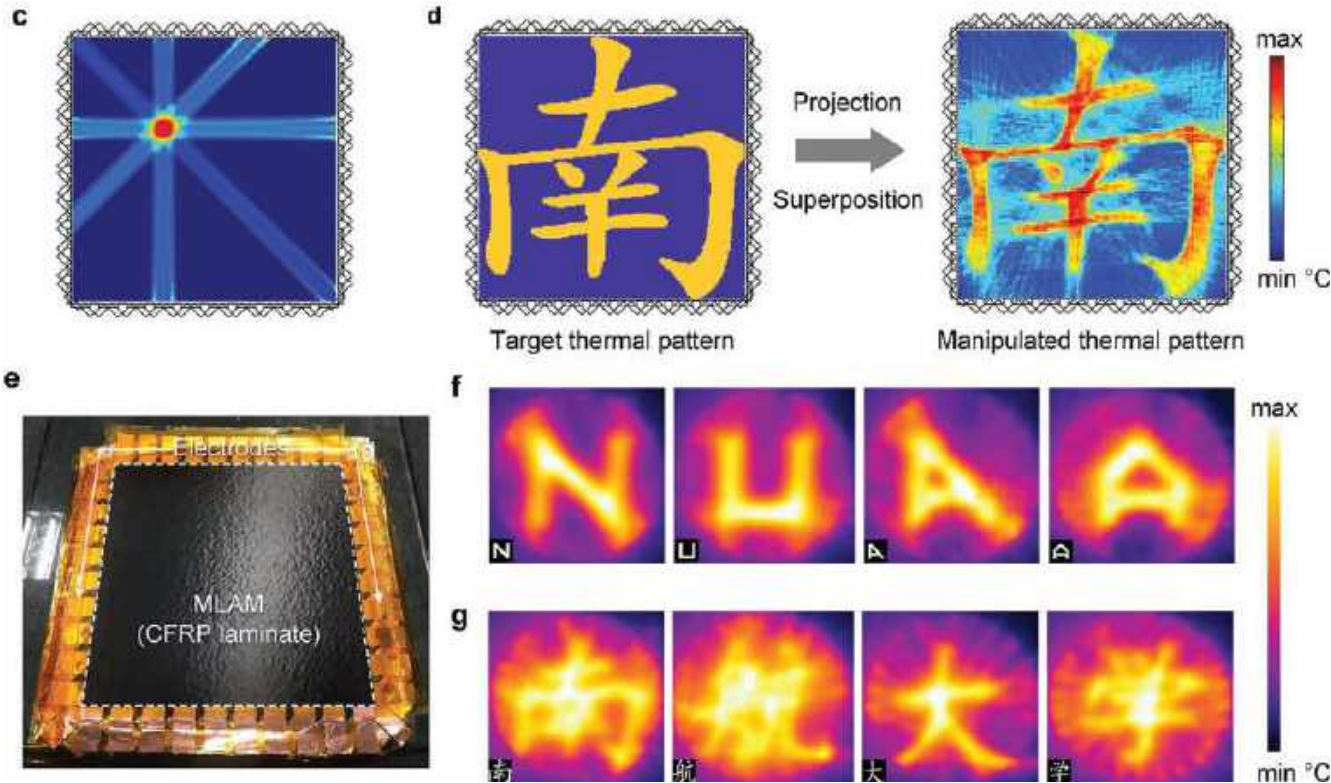 c
d
南
Projection
Superposition
南
max
min °C
Target thermal pattern
Manipulated thermal pattern
e
Electrodes
MLAM
(CFRP laminate)
f
N
U
A
A
N
U
A
A
max
min °C
g
南
航
大
学
南
航
大
学